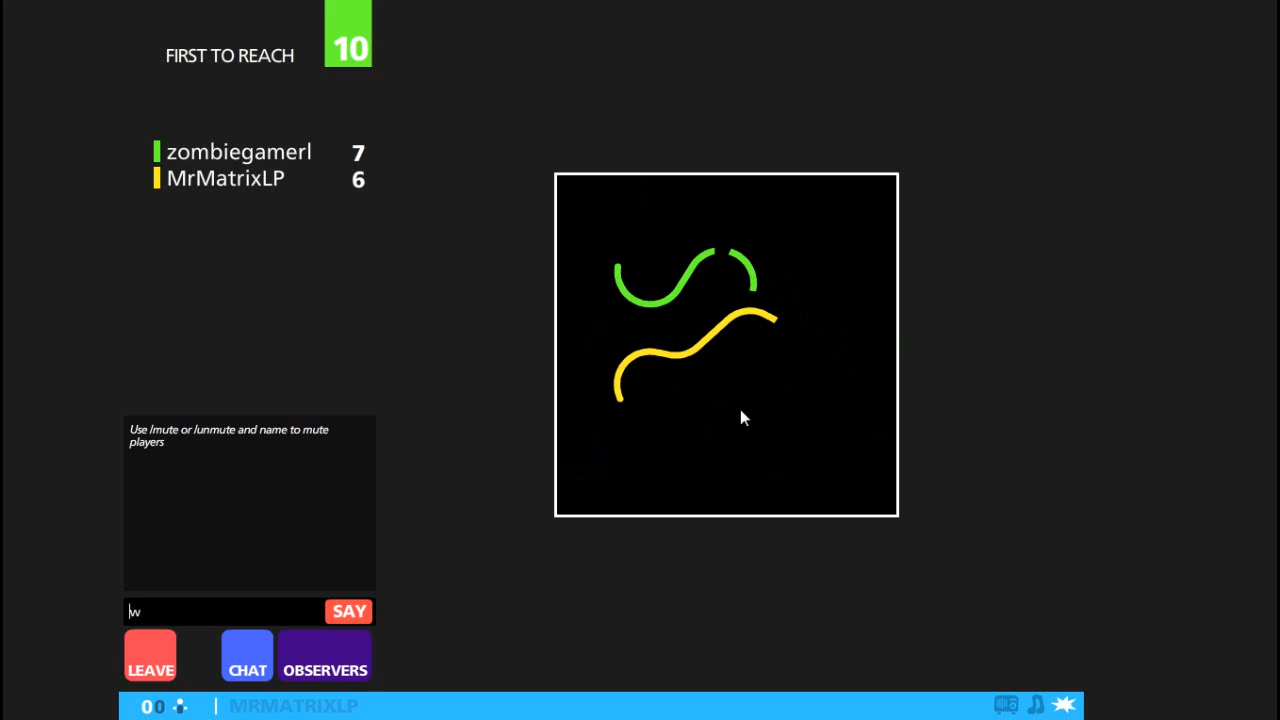 FIRST TO REACH 10
zombiegamerl 7
MrMatrixLP 6
Use /mute or /unmute and name to mute
players
w
SAY
LEAVE CHAT OBSERVERS
00 MRMATRIXLP